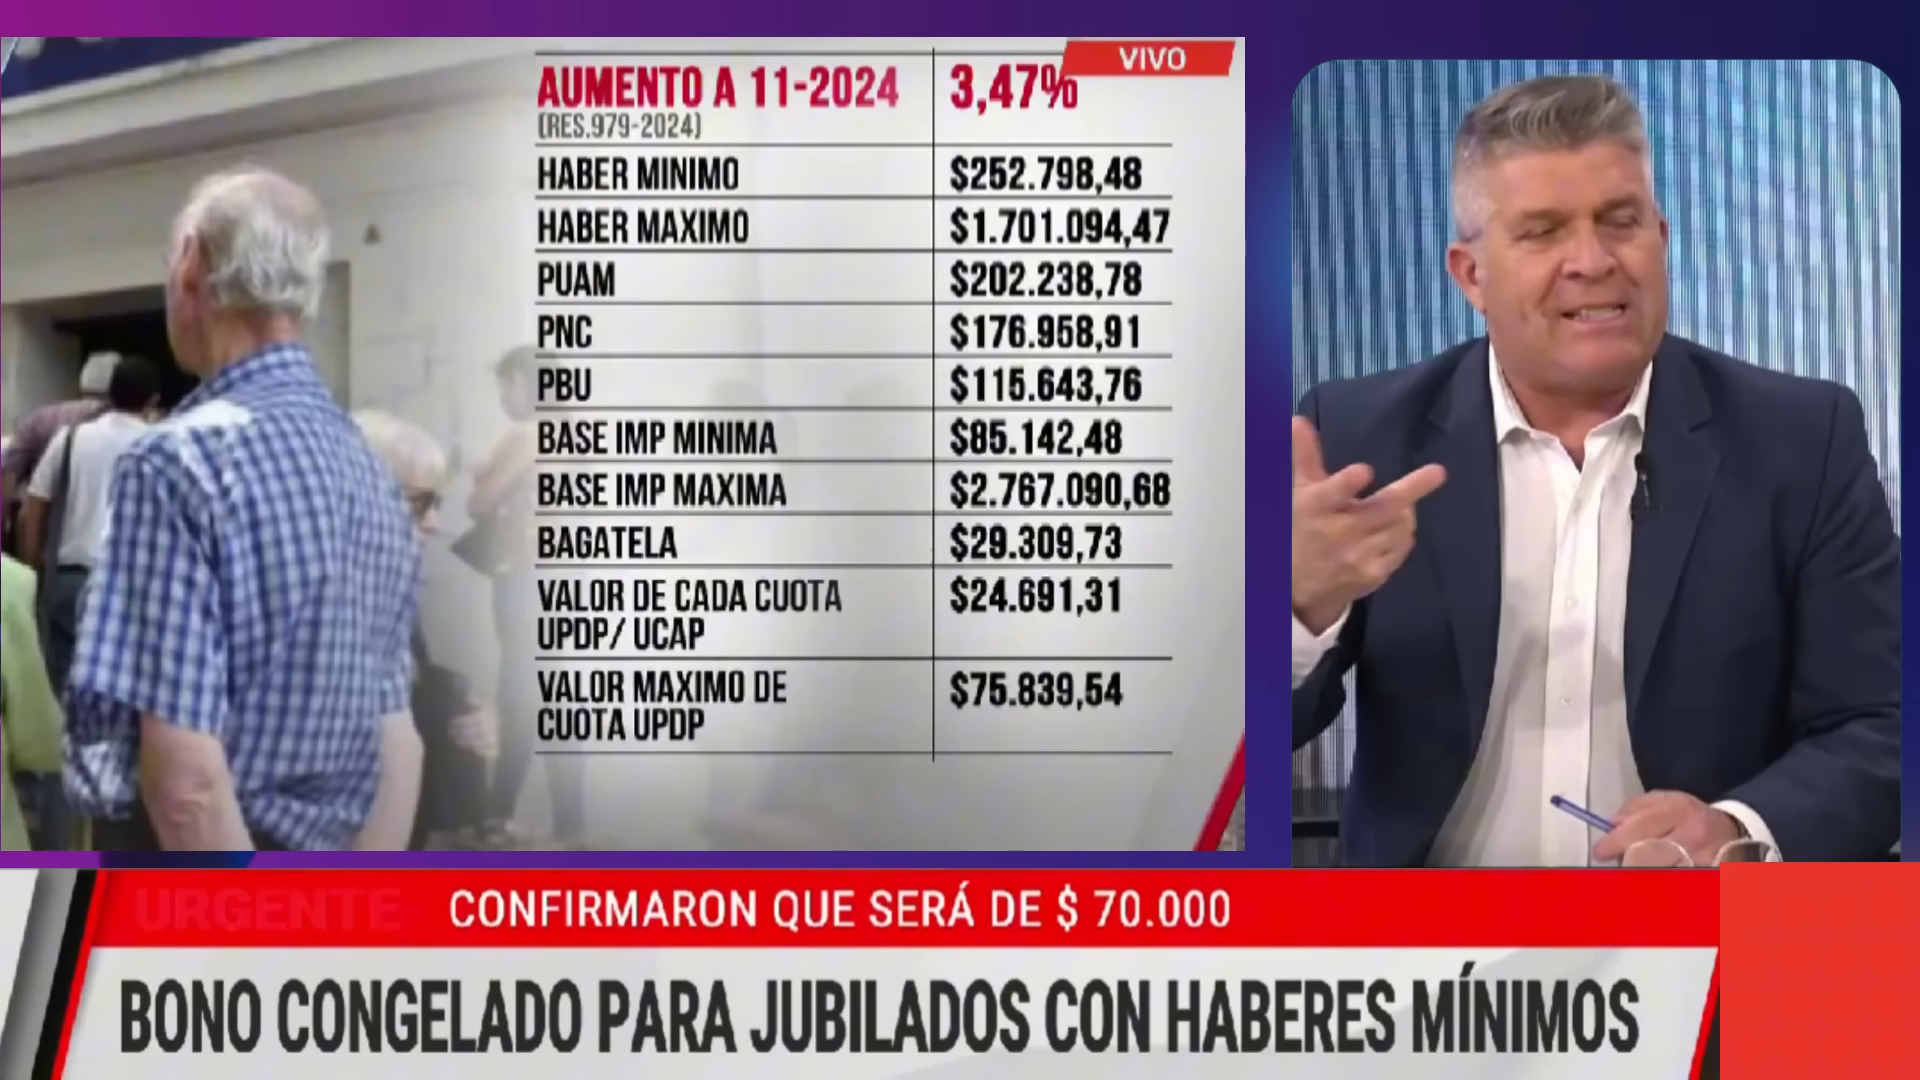 VIVO
AUMENTO A 11-2024 3,47%
(RES.979-2024)
HABER MINIMO $252.798,48
HABER MAXIMO $1.701.094,47
PUAM $202.238,78
PNC $176.958,91
PBU $115.643,76
BASE IMP MINIMA $85.142,48
BASE IMP MAXIMA $2.767.090,68
BAGATELA $29.309,73
VALOR DE CADA CUOTA $24.691,31
UPDP/ UCAP
VALOR MAXIMO DE $75.839,54
CUOTA UPDP
URGENTE CONFIRMARON QUE SERÁ DE $ 70.000
BONO CONGELADO PARA JUBILADOS CON HABERES MÍNIMOS